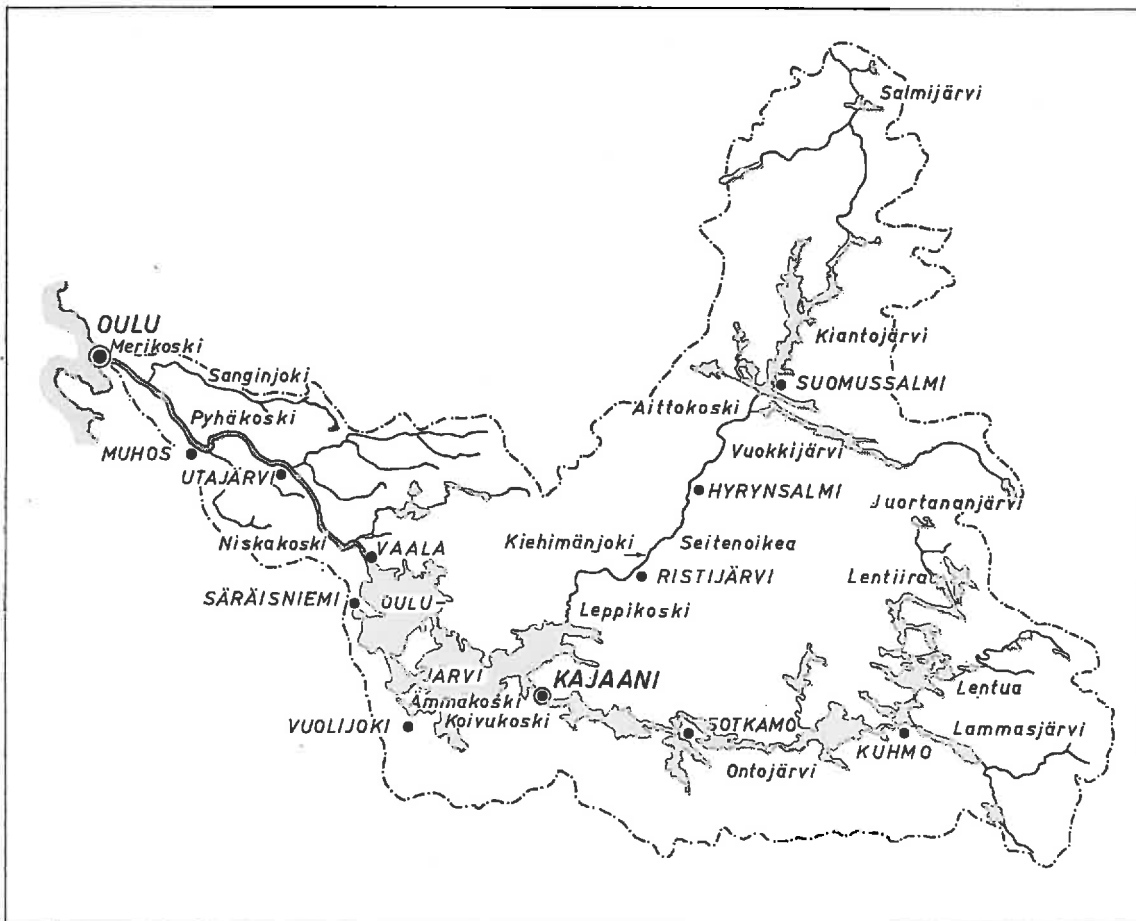 Salmijärvi
Kiantojärvi
OULU
Merikoski
Sanginjoki
SUOMUSSALMI
Aittokoski
Pyhäkoski
Vuokkijärvi
MUHOS
UTAJÄRVI
HYRYNSALMI
Juortananjärvi
Niskakoski
Kiehimänjoki
Seitenoikea
VAALA
RISTIJÄRVI
Lentiira
SÄRÄISNIEMI
OULU
Leppikoski
JÄRVI
KAJAANI
Lentua
Ämmäkoski
VUOLIJOKI
Koivukoski
SOTKAMO
Lammasjärvi
KUHMO
Ontojärvi